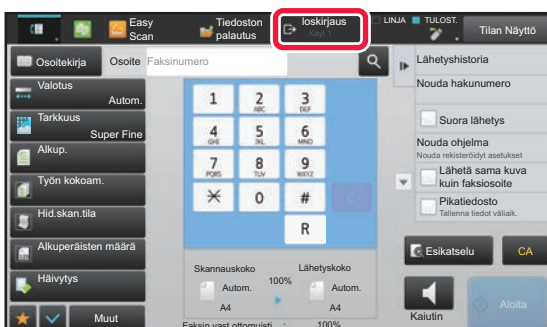 Easy
Scan
Tiedoston
palautus
Ioskirjaus
Käyt 1
LINJA
TULOST.
Tilan Näyttö
Osoitekirja
Osoite
Faksinumero
Valotus
Autom.
Tarkkuus
Super Fine
Alkup.
Työn kokoam.
Hid.skan.tila
Alkuperäisten määrä
Häivytys
Muut
1
2
ABC
3
DEF
4
GHI
5
JKL
6
MNO
7
PQRS
8
TUV
9
WXYZ
0
#
C
R
Skannauskoko
Lähetyskoko
100%
Autom.
Autom.
A4
A4
Faksin vast ottomuisti :
100%
Lähetyshistoria
Nouda hakunumero
Suora lähetys
Nouda ohjelma
Nouda rekisteröidyt asetukset
Lähetä sama kuva
kuin faksiosoite
Pikatiedosto
Tallenna tiedot väliaik.
Esikatselu
CA
Kaiutin
Aloita